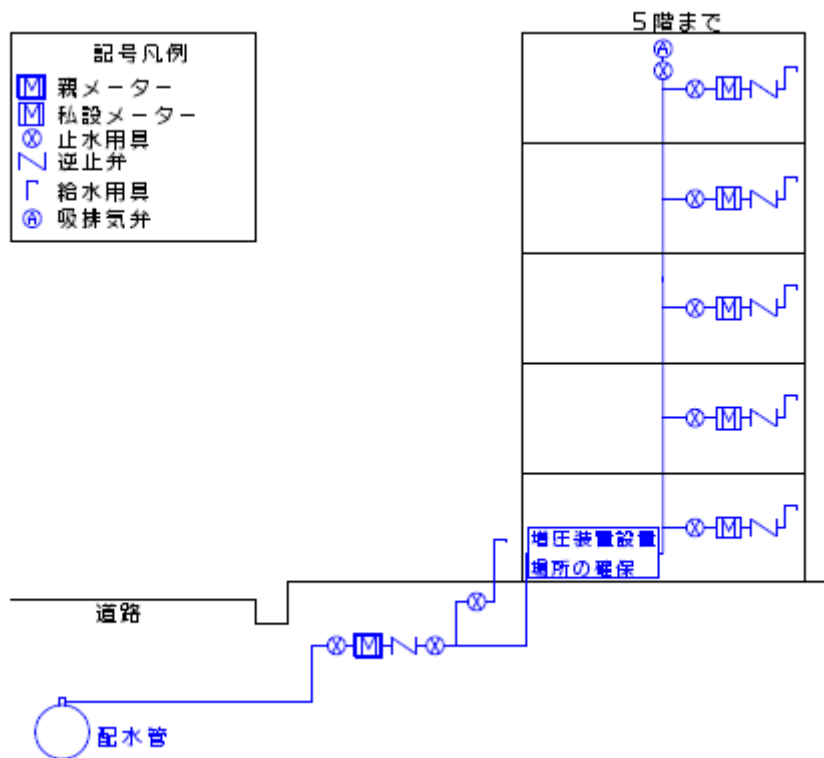 5階まで
記号凡例
M 親メーター
M 私設メーター
止水用具
逆止弁
給水用具
A 吸排気弁
A
M
M
M
M
M
増圧装置設置
場所の確保
道路
M
配水管